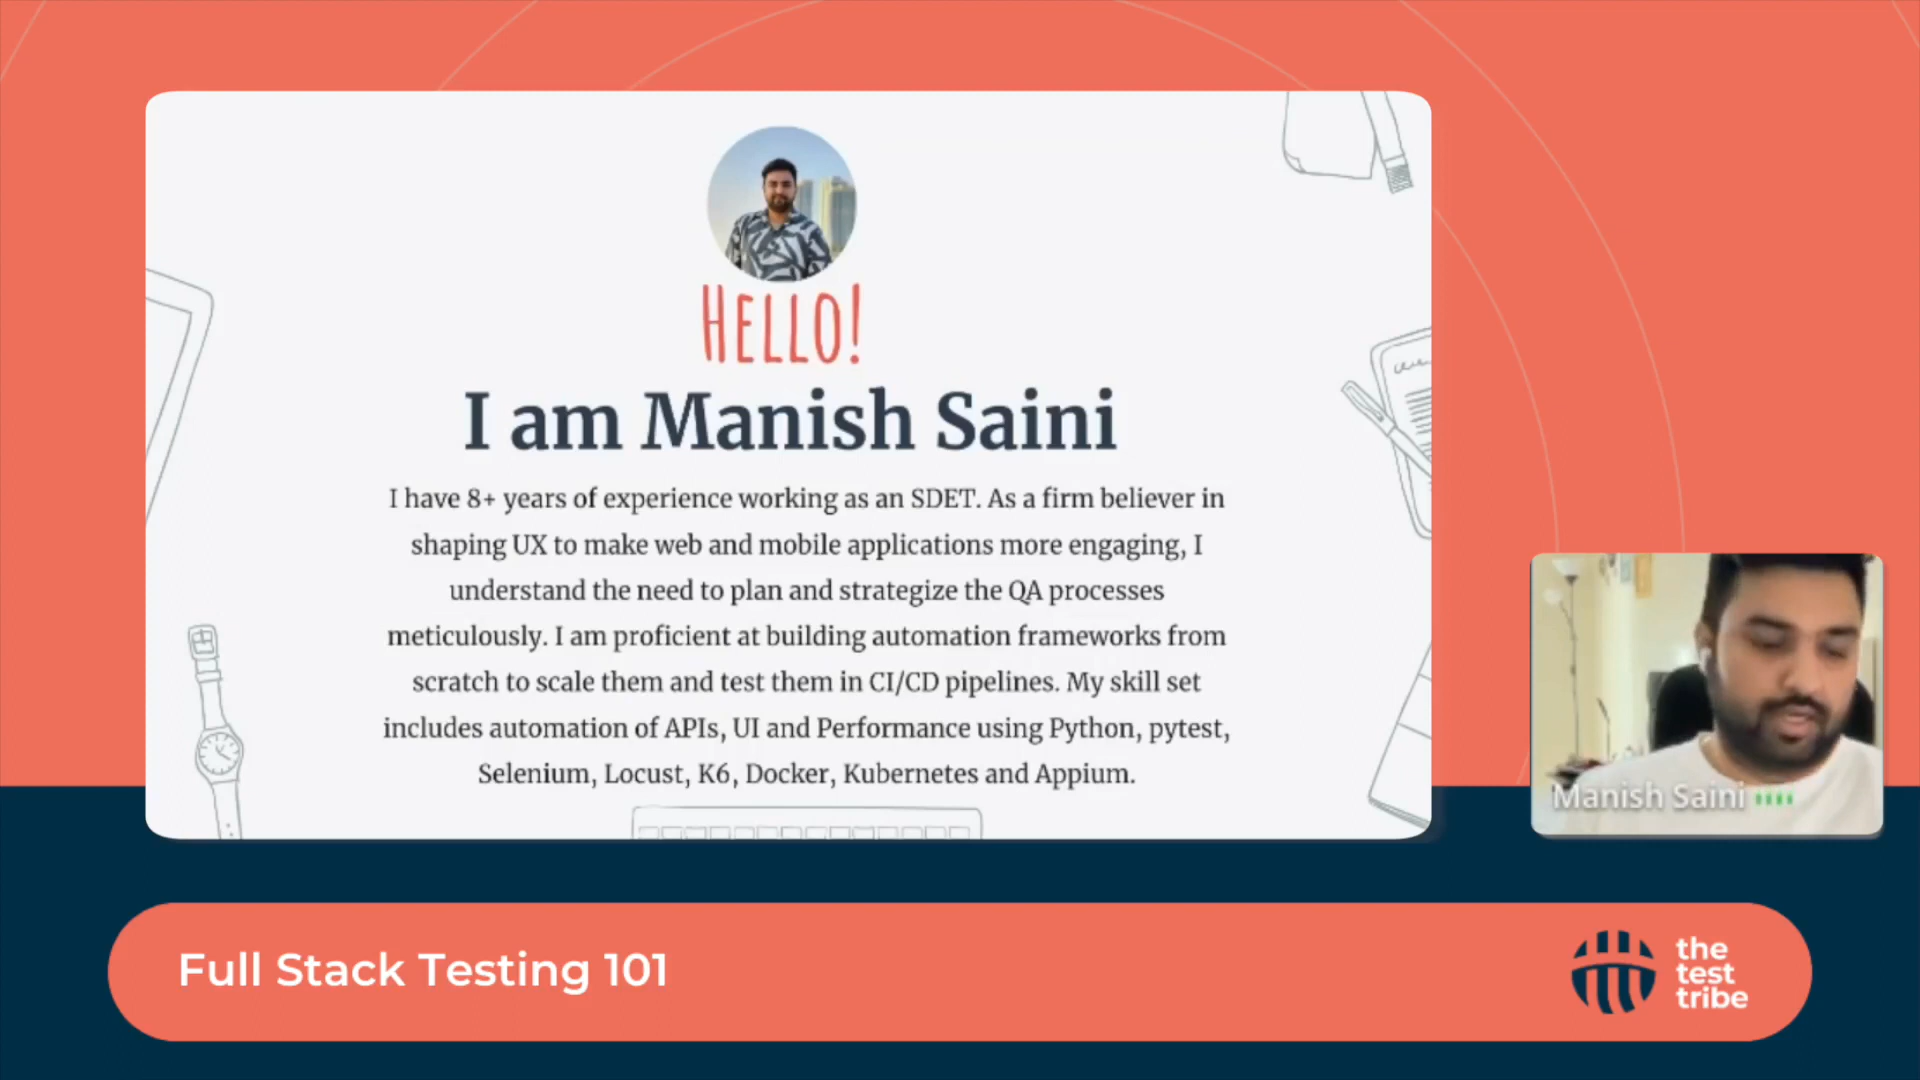 HELLO!
I am Manish Saini
I have 8+ years of experience working as an SDET. As a firm believer in
shaping UX to make web and mobile applications more engaging, I
understand the need to plan and strategize the QA processes
meticulously. I am proficient at building automation frameworks from
scratch to scale them and test them in CI/CD pipelines. My skill set
includes automation of APIs, UI and Performance using Python, pytest,
Selenium, Locust, K6, Docker, Kubernetes and Appium.
Manish Saini
Full Stack Testing 101
the
test
tribe